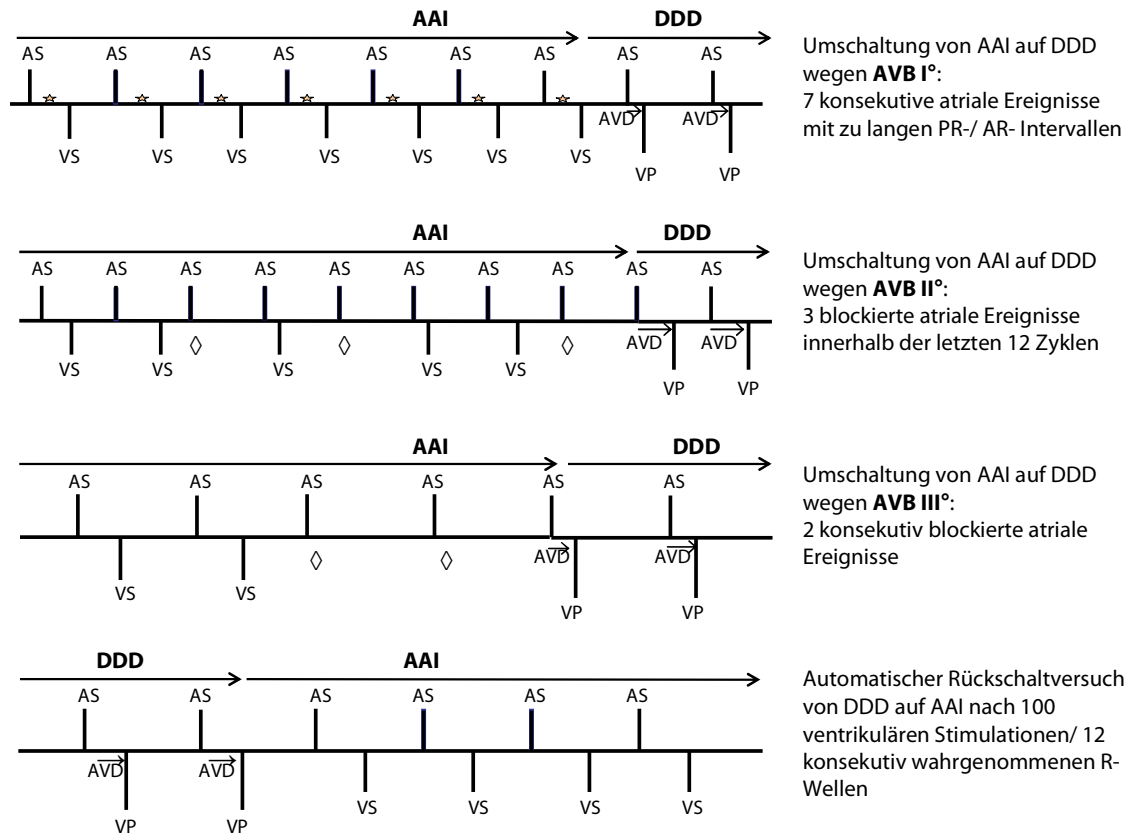 AAI DDD
AS AS AS AS AS AS AS AS AS
AVD AVD
VS VS VS VS VS VS VS
VP VP
Umschaltung von AAI auf DDD
wegen AVB I°:
7 konsekutive atriale Ereignisse
mit zu langen PR-/ AR- Intervallen
AAI DDD
AS AS AS AS AS AS AS AS AS AS
AVD AVD
VS VS VS VS VS
VP VP
Umschaltung von AAI auf DDD
wegen AVB II°:
3 blockierte atriale Ereignisse
innerhalb der letzten 12 Zyklen
AAI DDD
AS AS AS AS AS AS
AVD AVD
VS VS
VP VP
Umschaltung von AAI auf DDD
wegen AVB III°:
2 konsekutiv blockierte atriale
Ereignisse
DDD AAI
AS AS AS AS AS AS
AVD AVD
VS VS VS VS
VP VP
Automatischer Rückschaltversuch
von DDD auf AAI nach 100
ventrikulären Stimulationen/ 12
konsekutiv wahrgenommenen R-
Wellen